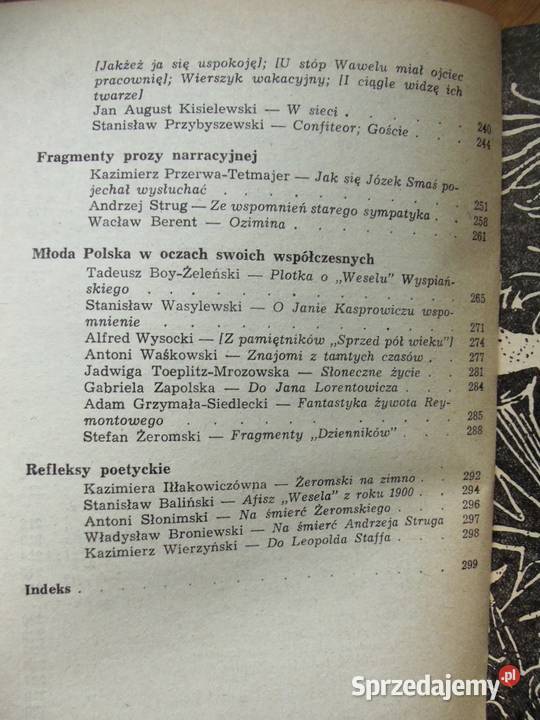 [Jakżeż ja się uspokoję]; [U stóp Wawelu miał ojciec
pracownię]; Wierszyk wakacyjny; [I ciągle widzę ich
twarze]
Jan August Kisielewski — W sieci . . . . . 240
Stanisław Przybyszewski — Confiteor; Goście . . 244
Fragmenty prozy narracyjnej
Kazimierz Przerwa-Tetmajer — Jak się Józek Smaś po-
jechał wysłuchać . . . . . . . . . 251
Andrzej Strug — Ze wspomnień starego sympatyka . . 258
Wacław Berent — Ozimina . . . . . . . 261
Młoda Polska w oczach swoich współczesnych
Tadeusz Boy-Żeleński — Plotka o „Weselu” Wyspiań-
skiego . . . . . . . . . . . 265
Stanisław Wasylewski — O Janie Kasprowiczu wspo-
mnienie . . . . . . . . . . . 271
Alfred Wysocki — [Z pamiętników „Sprzed pół wieku”] 274
Antoni Waśkowski — Znajomi z tamtych czasów . . 277
Jadwiga Toeplitz-Mrozowska — Słoneczne życie . . 281
Gabriela Zapolska — Do Jana Lorentowicza . . . 284
Adam Grzymała-Siedlecki — Fantastyka żywota Rey-
montowego . . . . . . . . . . 285
Stefan Żeromski — Fragmenty „Dzienników” . . . 288
Refleksy poetyckie
Kazimiera Iłłakowiczówna — Żeromski na zimno . . 292
Stanisław Baliński — Afisz „Wesela” z roku 1900 . . 294
Antoni Słonimski — Na śmierć Żeromskiego . . . 296
Władysław Broniewski — Na śmierć Andrzeja Struga 297
Kazimierz Wierzyński — Do Leopolda Staffa . . . 298
Indeks . . . . . . . . . . . . 299
Sprzedajemy.pl